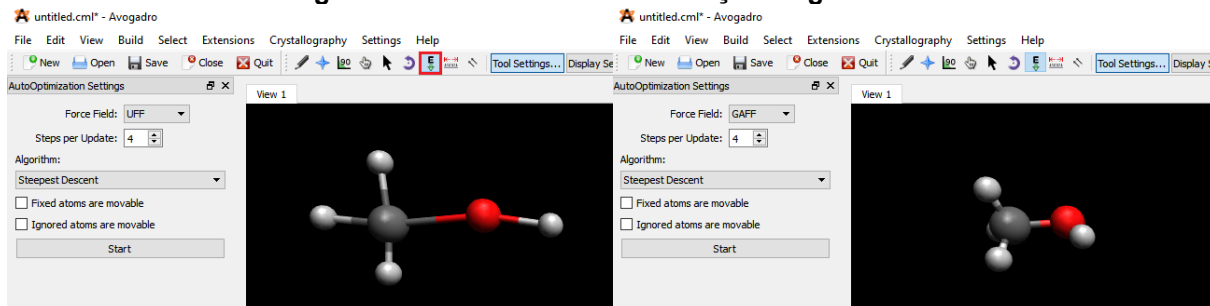 untitled.cml* - Avogadro
File Edit View Build Select Extensions Crystallography Settings Help
New Open Save Close Quit E Tool Settings... Display Se
AutoOptimization Settings
View 1
Force Field: UFF
Steps per Update: 4
Algorithm:
Steepest Descent
Fixed atoms are movable
Ignored atoms are movable
Start
untitled.cml* - Avogadro
File Edit View Build Select Extensions Crystallography Settings Help
New Open Save Close Quit E Tool Settings... Display
AutoOptimization Settings
View 1
Force Field: GAFF
Steps per Update: 4
Algorithm:
Steepest Descent
Fixed atoms are movable
Ignored atoms are movable
Start